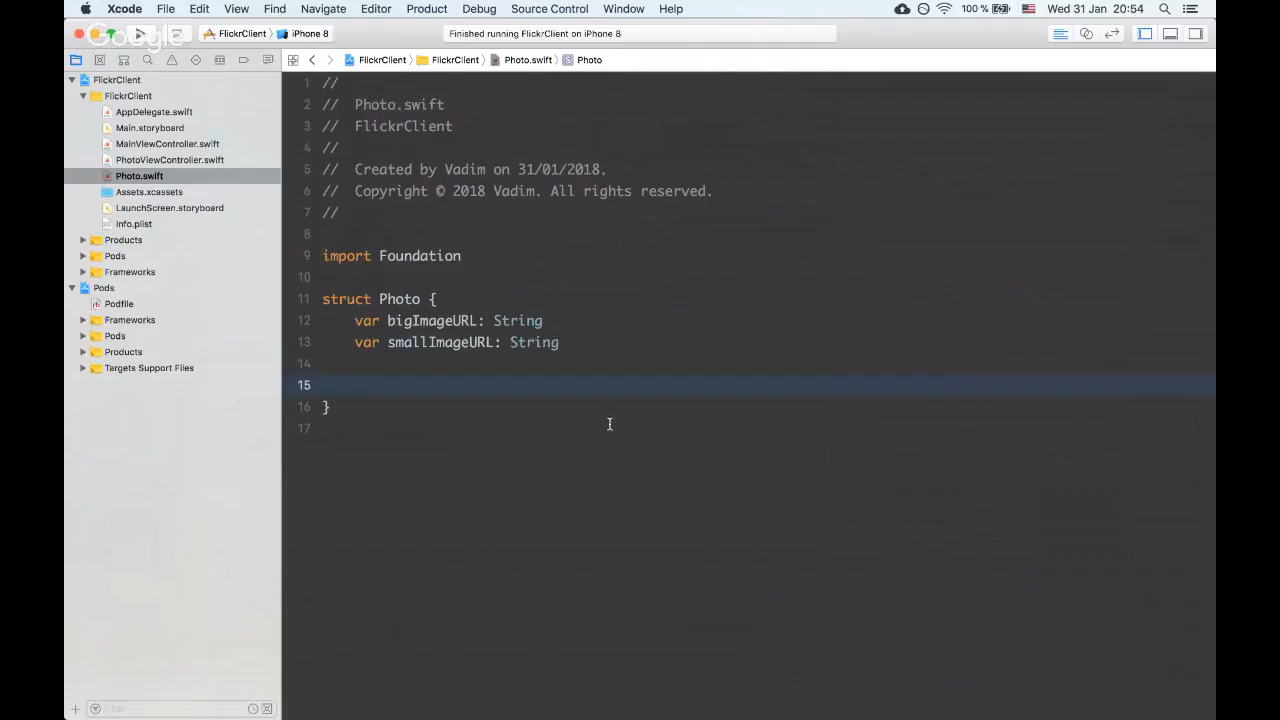 Xcode File Edit View Find Navigate Editor Product Debug Source Control Window Help 100 % Wed 31 Jan 20:54
Google
FlickrClient iPhone 8 Finished running FlickrClient on iPhone 8
FlickrClient FlickrClient Photo.swift S Photo
FlickrClient
FlickrClient
AppDelegate.swift
Main.storyboard
MainViewController.swift
PhotoViewController.swift
Photo.swift
Assets.xcassets
LaunchScreen.storyboard
Info.plist
Products
Pods
Frameworks
Pods
Podfile
Frameworks
Pods
Products
Targets Support Files
Filter
1 //
2 // Photo.swift
3 // FlickrClient
4 //
5 // Created by Vadim on 31/01/2018.
6 // Copyright © 2018 Vadim. All rights reserved.
7 //
8
9 import Foundation
10
11 struct Photo {
12 var bigImageURL: String
13 var smallImageURL: String
14
15
16 }
17